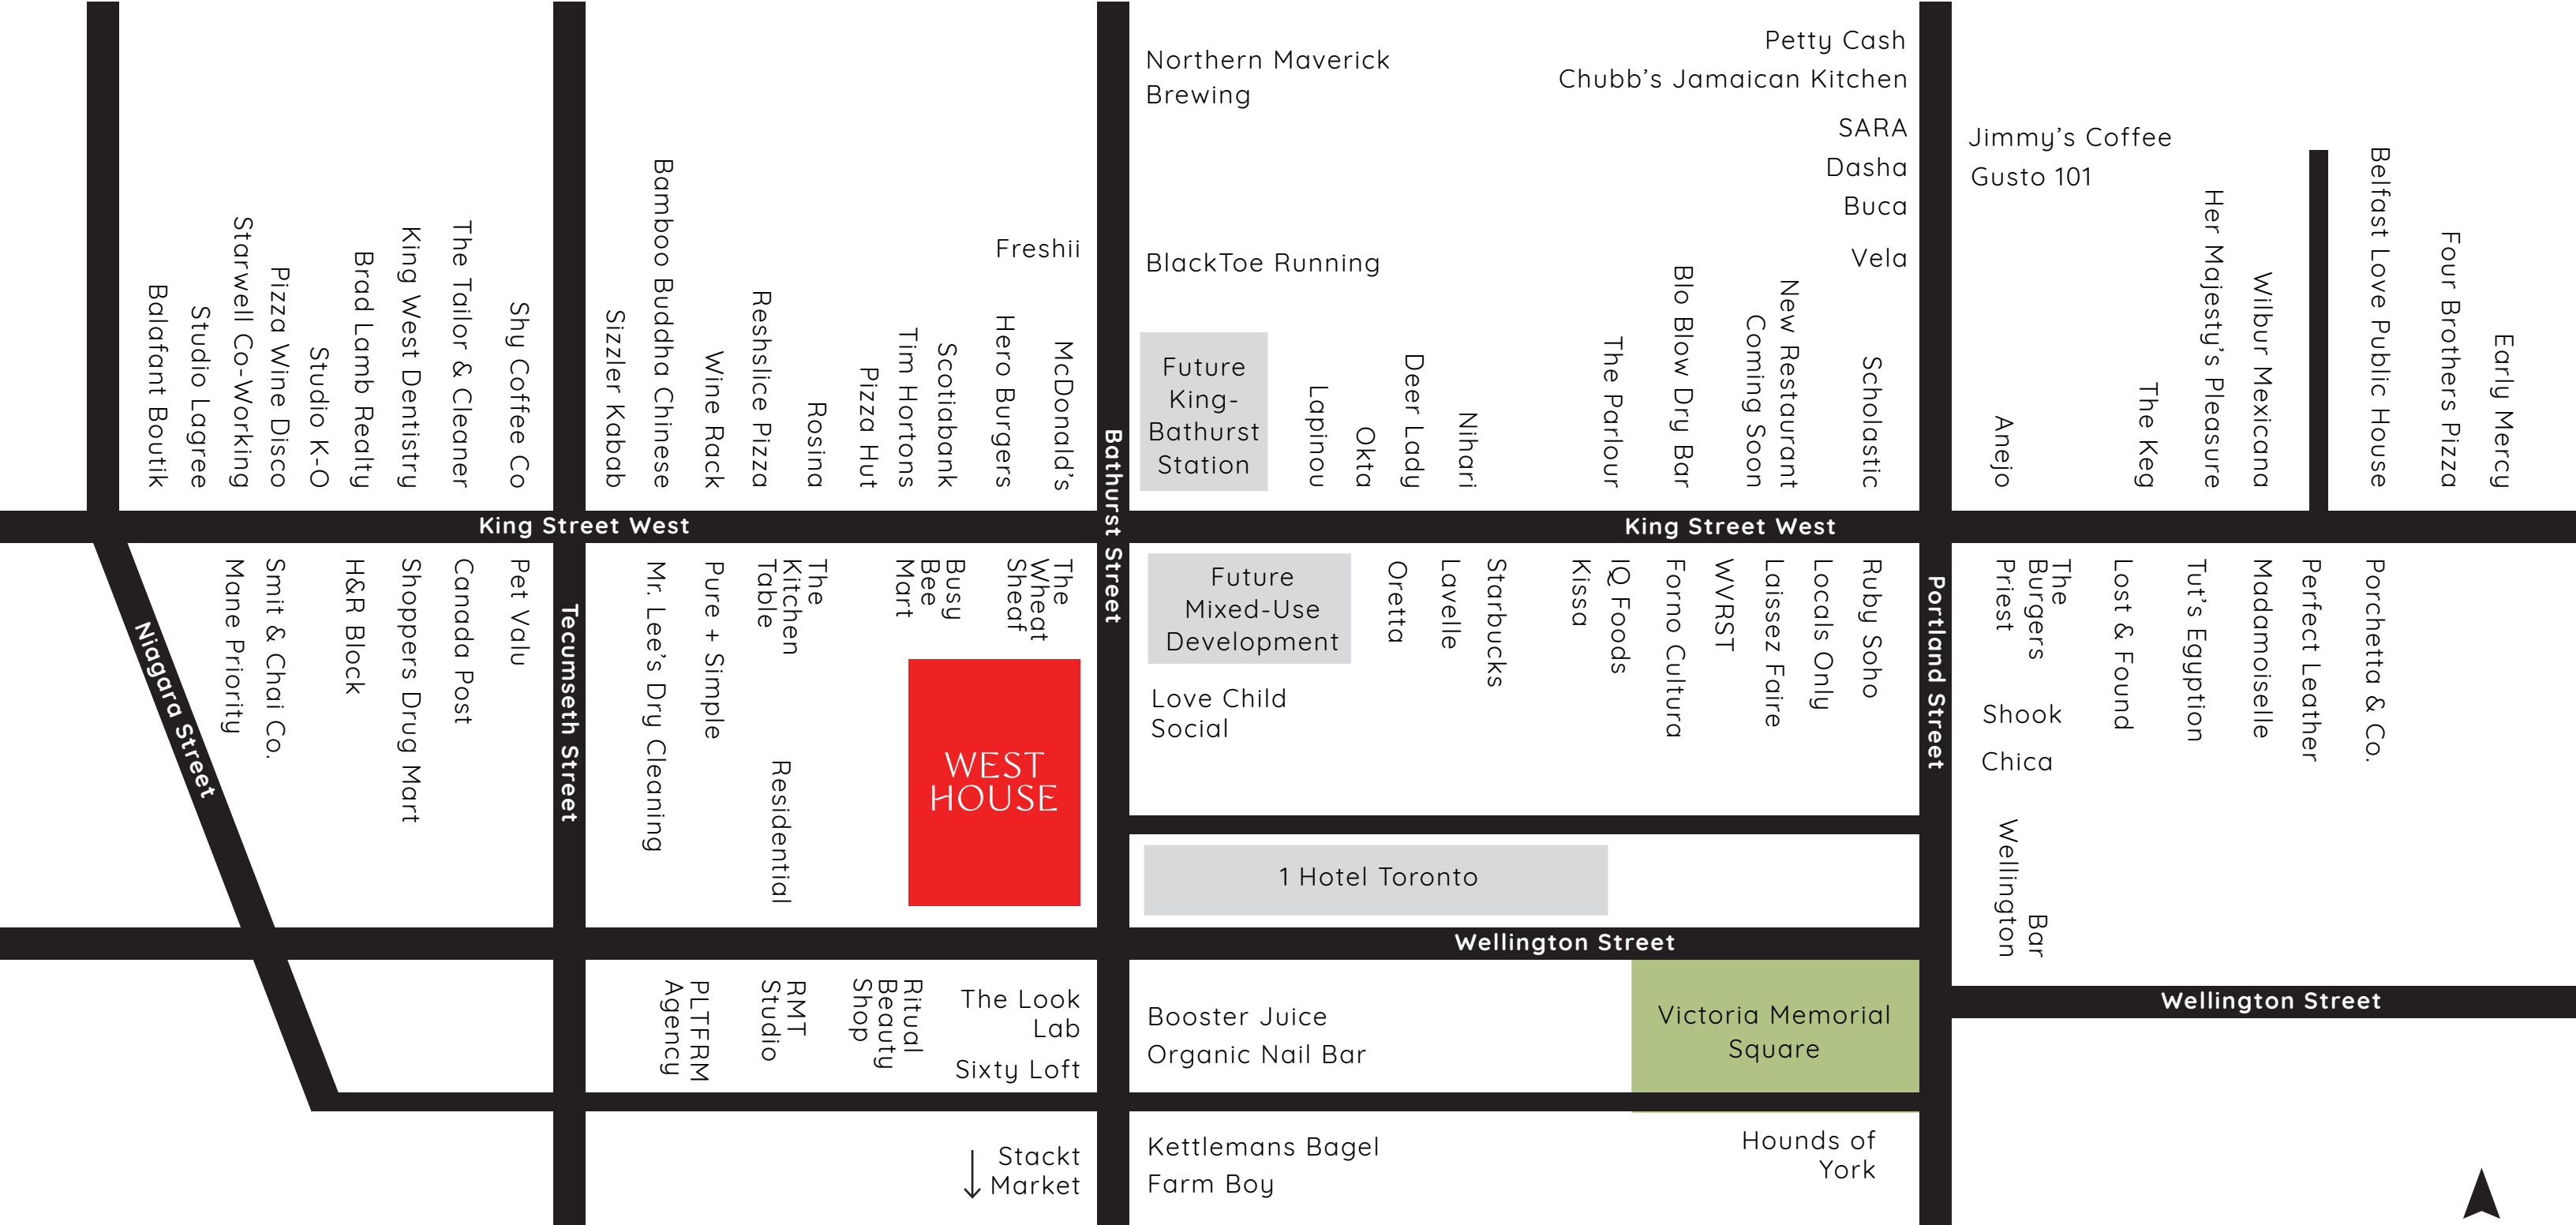 Petty Cash
Northern Maverick
Brewing
Chubb's Jamaican Kitchen
SARA
Dasha
Buca
Vela
Jimmy's Coffee
Gusto 101
Freshii
BlackToe Running
Balafant Boutik
Studio Lagree
Starwell Co-Working
Pizza Wine Disco
Studio K-O
Brad Lamb Realty
King West Dentistry
The Tailor & Cleaner
Shy Coffee Co
Sizzler Kabab
Bamboo Buddha Chinese
Wine Rack
Reshslice Pizza
Rosina
Pizza Hut
Tim Hortons
Scotiabank
Hero Burgers
McDonald's
Future
King-
Bathurst
Station
Lapinou
Okta
Deer Lady
Nihari
The Parlour
Blo Blow Dry Bar
New Restaurant
Coming Soon
Scholastic
Anejo
The Keg
Her Majesty's Pleasure
Wilbur Mexicana
Belfast Love Public House
Four Brothers Pizza
Early Mercy
King Street West
King Street West
Bathurst Street
Niagara Street
Tecumseth Street
Portland Street
Mane Priority
Smit & Chai Co.
H&R Block
Shoppers Drug Mart
Canada Post
Pet Valu
Mr. Lee's Dry Cleaning
Pure + Simple
The
Kitchen
Table
Busy
Bee
Mart
The
Wheat
Sheaf
Residential
WEST
HOUSE
Future
Mixed-Use
Development
Love Child
Social
Oretta
Lavelle
Starbucks
Kissa
IQ Foods
Forno Cultura
WVRST
Laissez Faire
Locals Only
Ruby Soho
The
Burgers
Priest
Lost & Found
Tut's Egyption
Madamoiselle
Perfect Leather
Porchetta & Co.
Shook
Chica
Bar
Wellington
1 Hotel Toronto
Wellington Street
Wellington Street
PLTFRM
Agency
RMT
Studio
Ritual
Beauty
Shop
The Look
Lab
Sixty Loft
Booster Juice
Organic Nail Bar
Victoria Memorial
Square
Stackt
Market
Kettlemans Bagel
Farm Boy
Hounds of
York